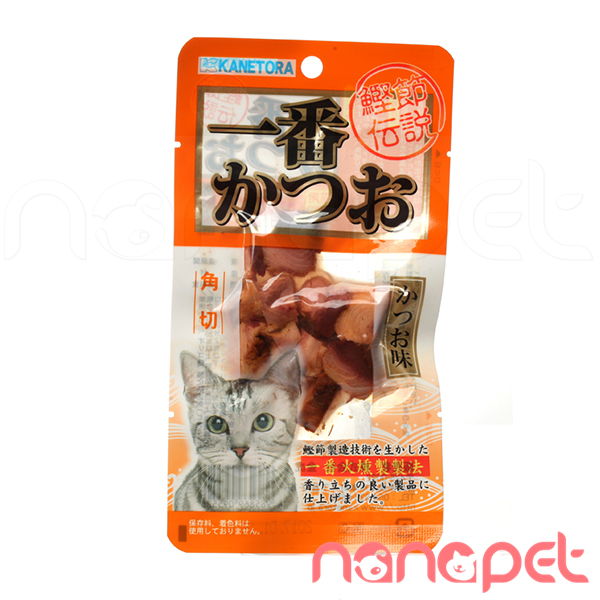 KANETORA
鰹節
伝説
一番
かつお
角切
かつお味
鰹節製造技術を生かした
一番火燻製製法
香り立ちの良い製品に
仕上げました。
保存料、着色料は
使用しておりません。
nanapet
nanapet